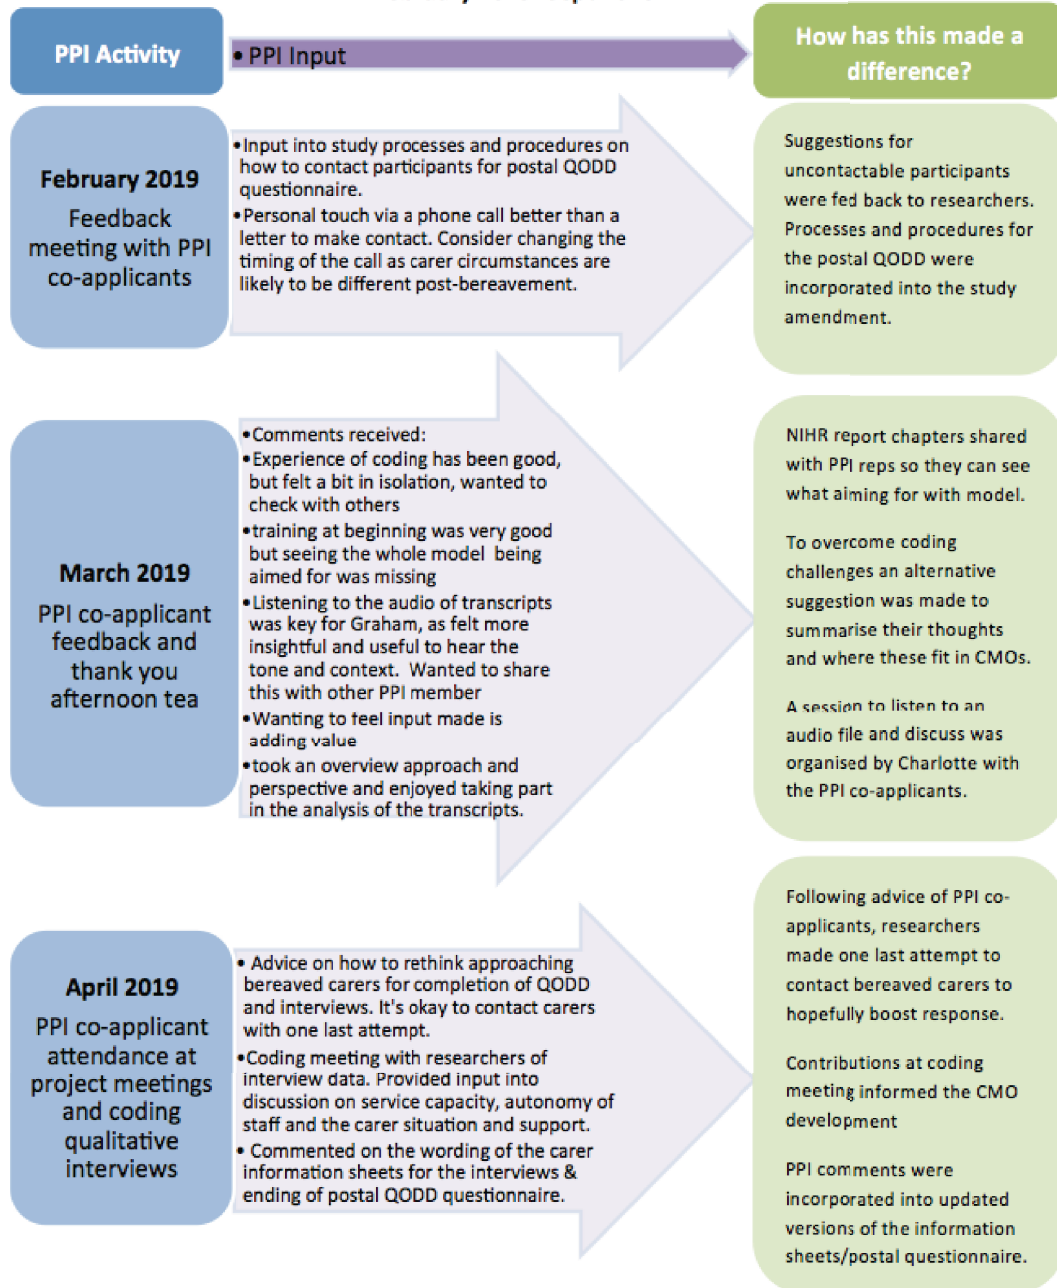 PPI Activity
• PPI Input
How has this made a
difference?
February 2019
Feedback
meeting with PPI
co-applicants
•Input into study processes and procedures on
how to contact participants for postal QODD
questionnaire.
•Personal touch via a phone call better than a
letter to make contact. Consider changing the
timing of the call as carer circumstances are
likely to be different post-bereavement.
Suggestions for
uncontactable participants
were fed back to researchers.
Processes and procedures for
the postal QODD were
incorporated into the study
amendment.
March 2019
PPI co-applicant
feedback and
thank you
afternoon tea
•Comments received:
•Experience of coding has been good,
but felt a bit in isolation, wanted to
check with others
•training at beginning was very good
but seeing the whole model being
aimed for was missing
•Listening to the audio of transcripts
was key for Graham, as felt more
insightful and useful to hear the
tone and context. Wanted to share
this with other PPI member
•Wanting to feel input made is
adding value
•took an overview approach and
perspective and enjoyed taking part
in the analysis of the transcripts.
NIHR report chapters shared
with PPI reps so they can see
what aiming for with model.
To overcome coding
challenges an alternative
suggestion was made to
summarise their thoughts
and where these fit in CMOs.
A session to listen to an
audio file and discuss was
organised by Charlotte with
the PPI co-applicants.
April 2019
PPI co-applicant
attendance at
project meetings
and coding
qualitative
interviews
• Advice on how to rethink approaching
bereaved carers for completion of QODD
and interviews. It's okay to contact carers
with one last attempt.
•Coding meeting with researchers of
interview data. Provided input into
discussion on service capacity, autonomy of
staff and the carer situation and support.
• Commented on the wording of the carer
information sheets for the interviews &
ending of postal QODD questionnaire.
Following advice of PPI co-
applicants, researchers
made one last attempt to
contact bereaved carers to
hopefully boost response.
Contributions at coding
meeting informed the CMO
development
PPI comments were
incorporated into updated
versions of the information
sheets/postal questionnaire.